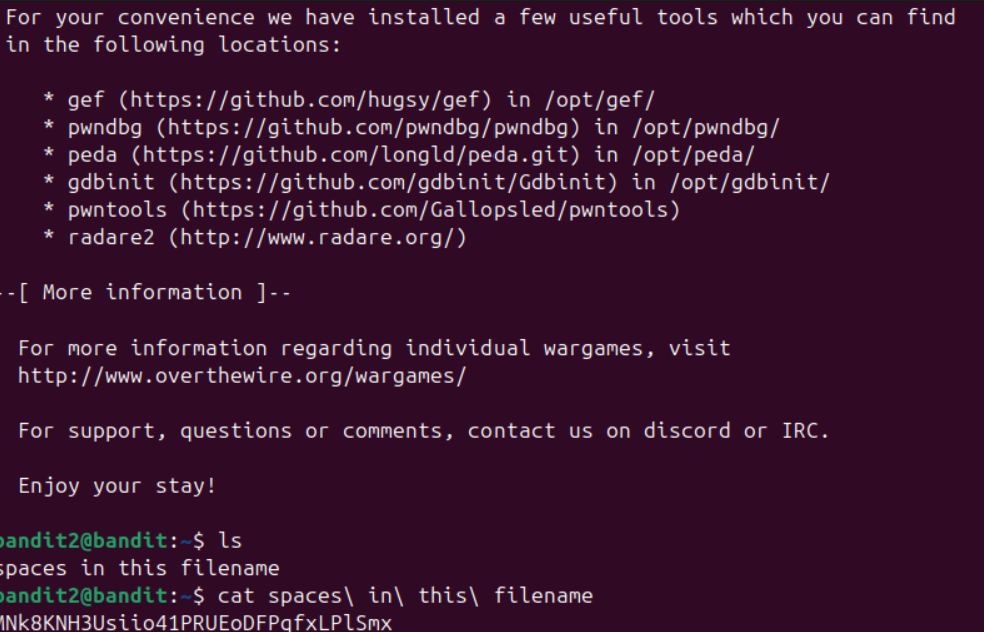 For your convenience we have installed a few useful tools which you can find
in the following locations:
* gef (https://github.com/hugsy/gef) in /opt/gef/
* pwndbg (https://github.com/pwndbg/pwndbg) in /opt/pwndbg/
* peda (https://github.com/longld/peda.git) in /opt/peda/
* gdbinit (https://github.com/gdbinit/Gdbinit) in /opt/gdbinit/
* pwntools (https://github.com/Gallopsled/pwntools)
* radare2 (http://www.radare.org/)
--[ More information ]--
For more information regarding individual wargames, visit
http://www.overthewire.org/wargames/
For support, questions or comments, contact us on discord or IRC.
Enjoy your stay!
bandit2@bandit:~$ ls
spaces in this filename
bandit2@bandit:~$ cat spaces\ in\ this\ filename
MNk8KNH3Usiio41PRUEoDFPqfxLPlSmx